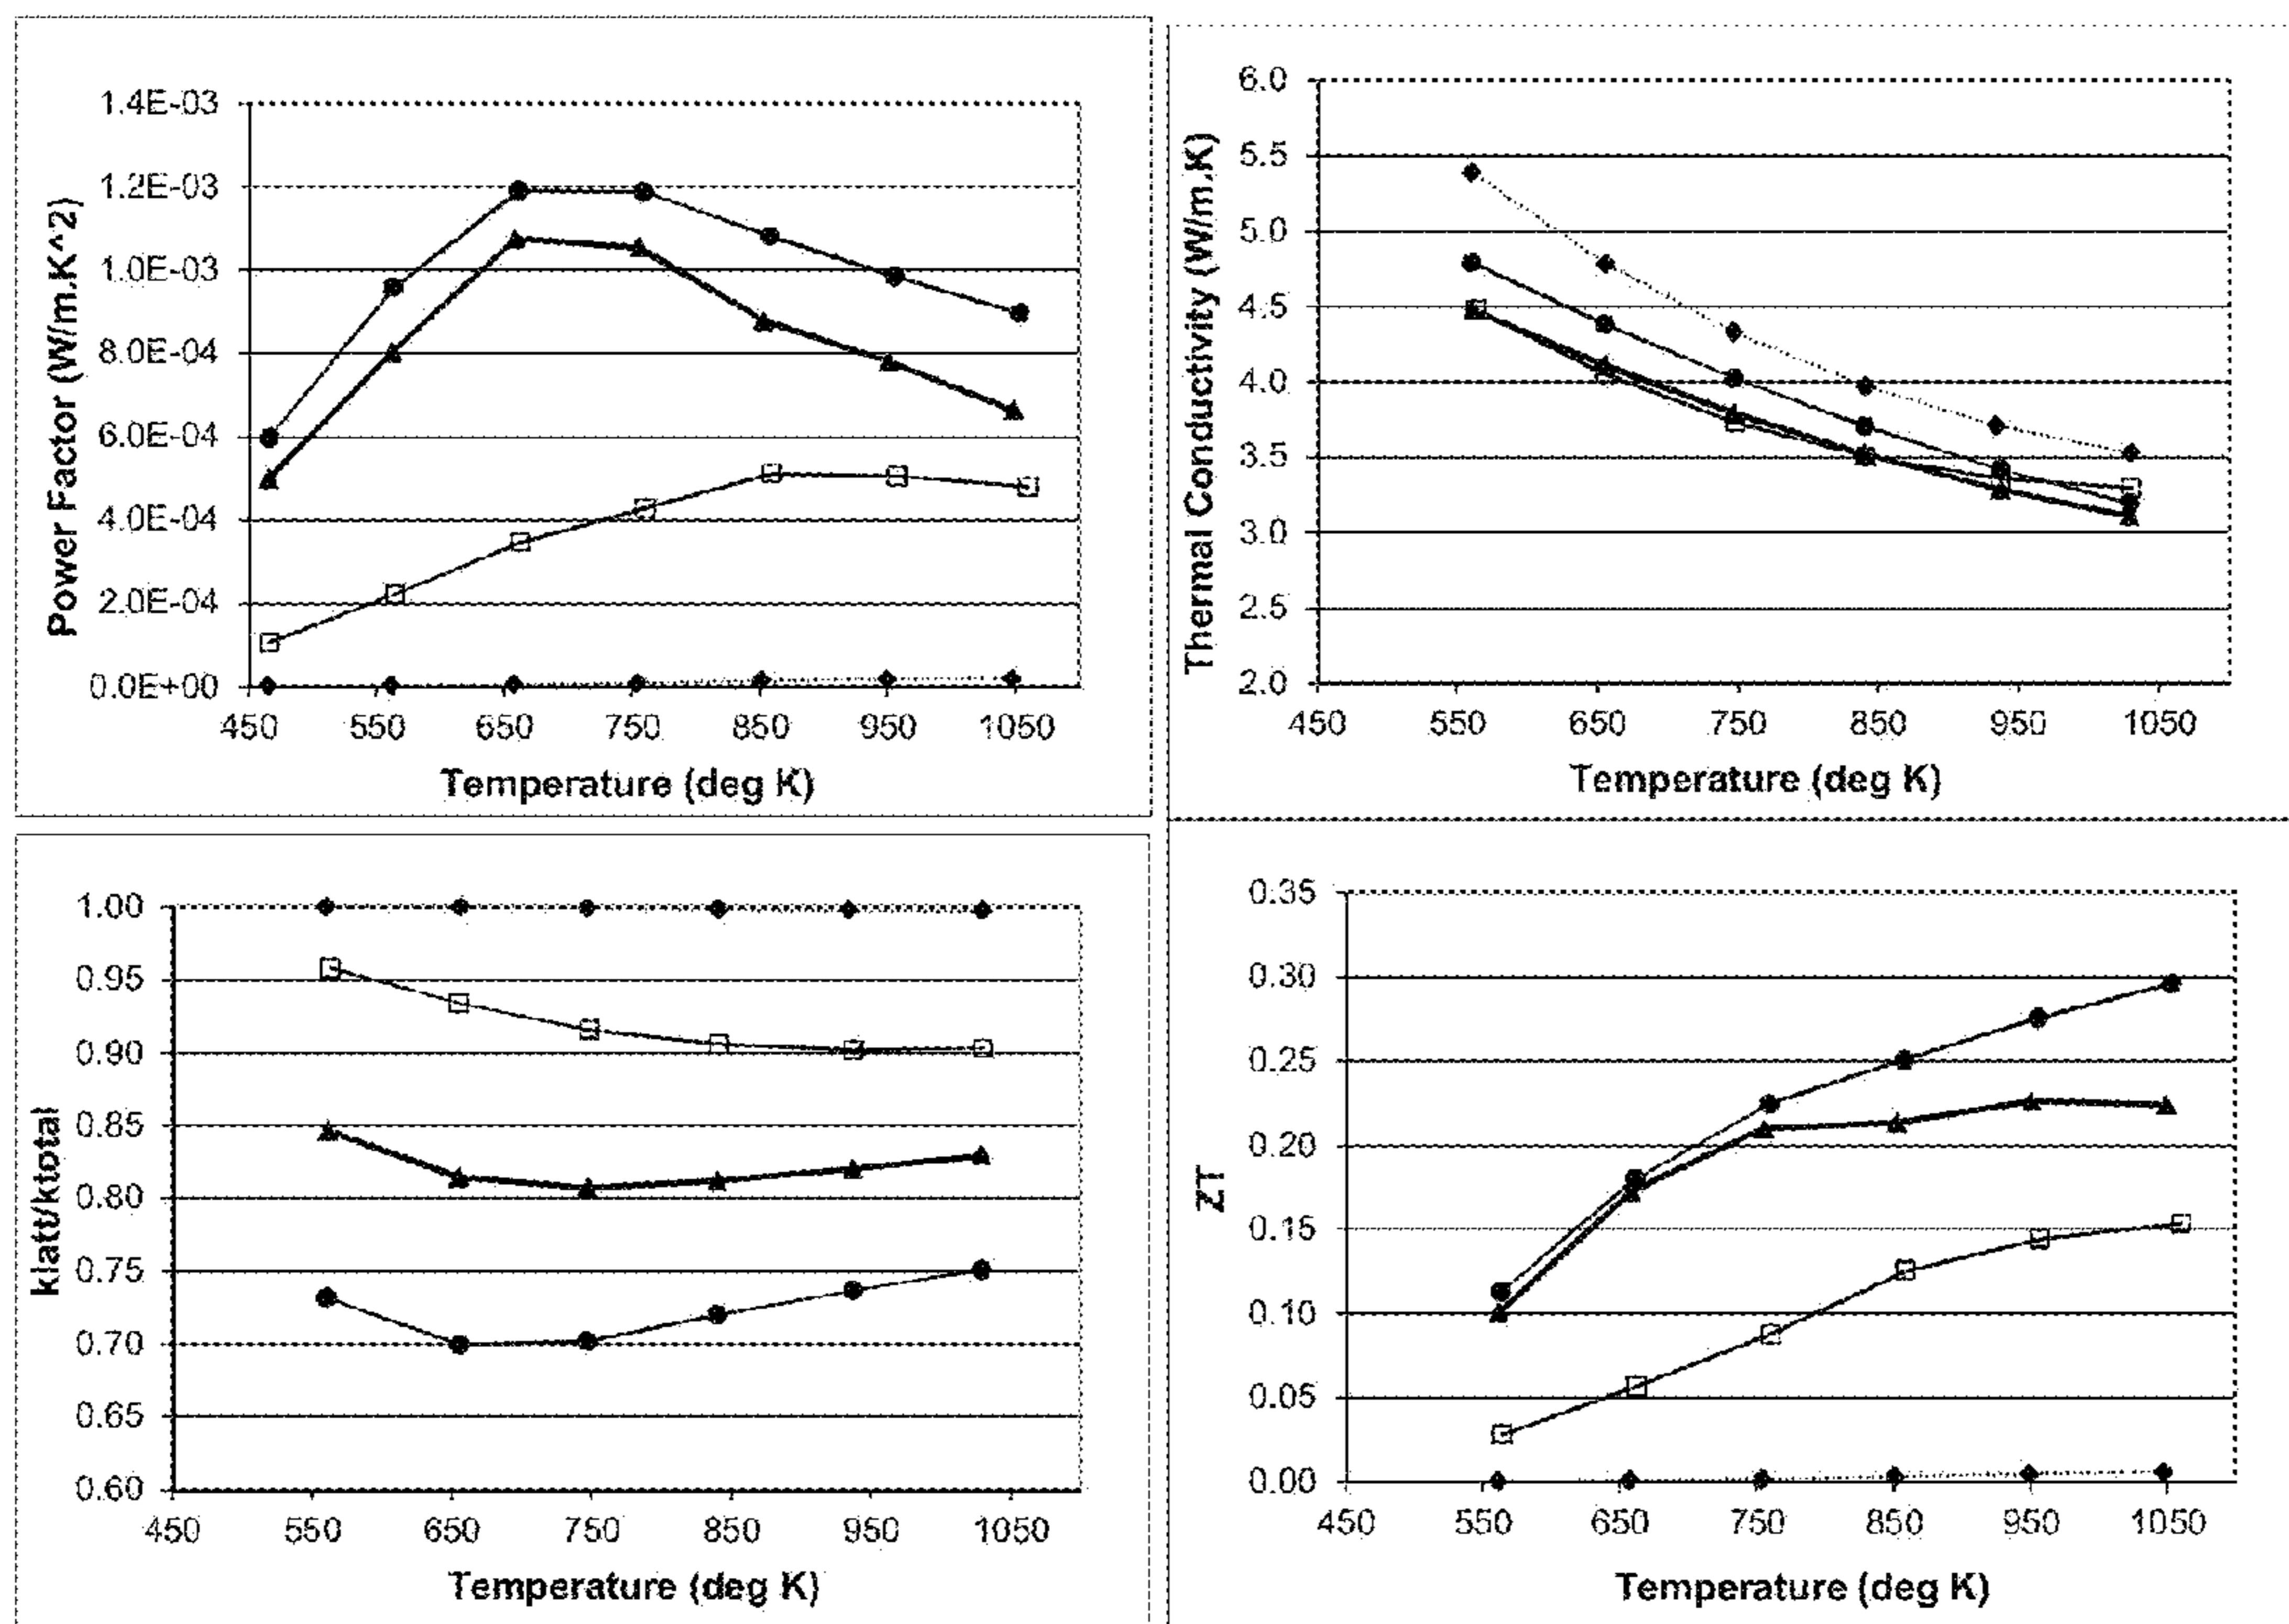 Power Factor (W/m.K^2)
1.4E-03
1.2E-03
1.0E-03
8.0E-04
6.0E-04
4.0E-04
2.0E-04
0.0E+00
450 550 650 750 850 950 1050
Temperature (deg K)
Thermal Conductivity (W/m.K)
6.0
5.5
5.0
4.5
4.0
3.5
3.0
2.5
2.0
450 550 650 750 850 950 1050
Temperature (deg K)
klatt/ktotal
1.00
0.95
0.90
0.85
0.80
0.75
0.70
0.65
0.60
450 550 650 750 850 950 1050
Temperature (deg K)
ZT
0.35
0.30
0.25
0.20
0.15
0.10
0.05
0.00
450 550 650 750 850 950 1050
Temperature (deg K)